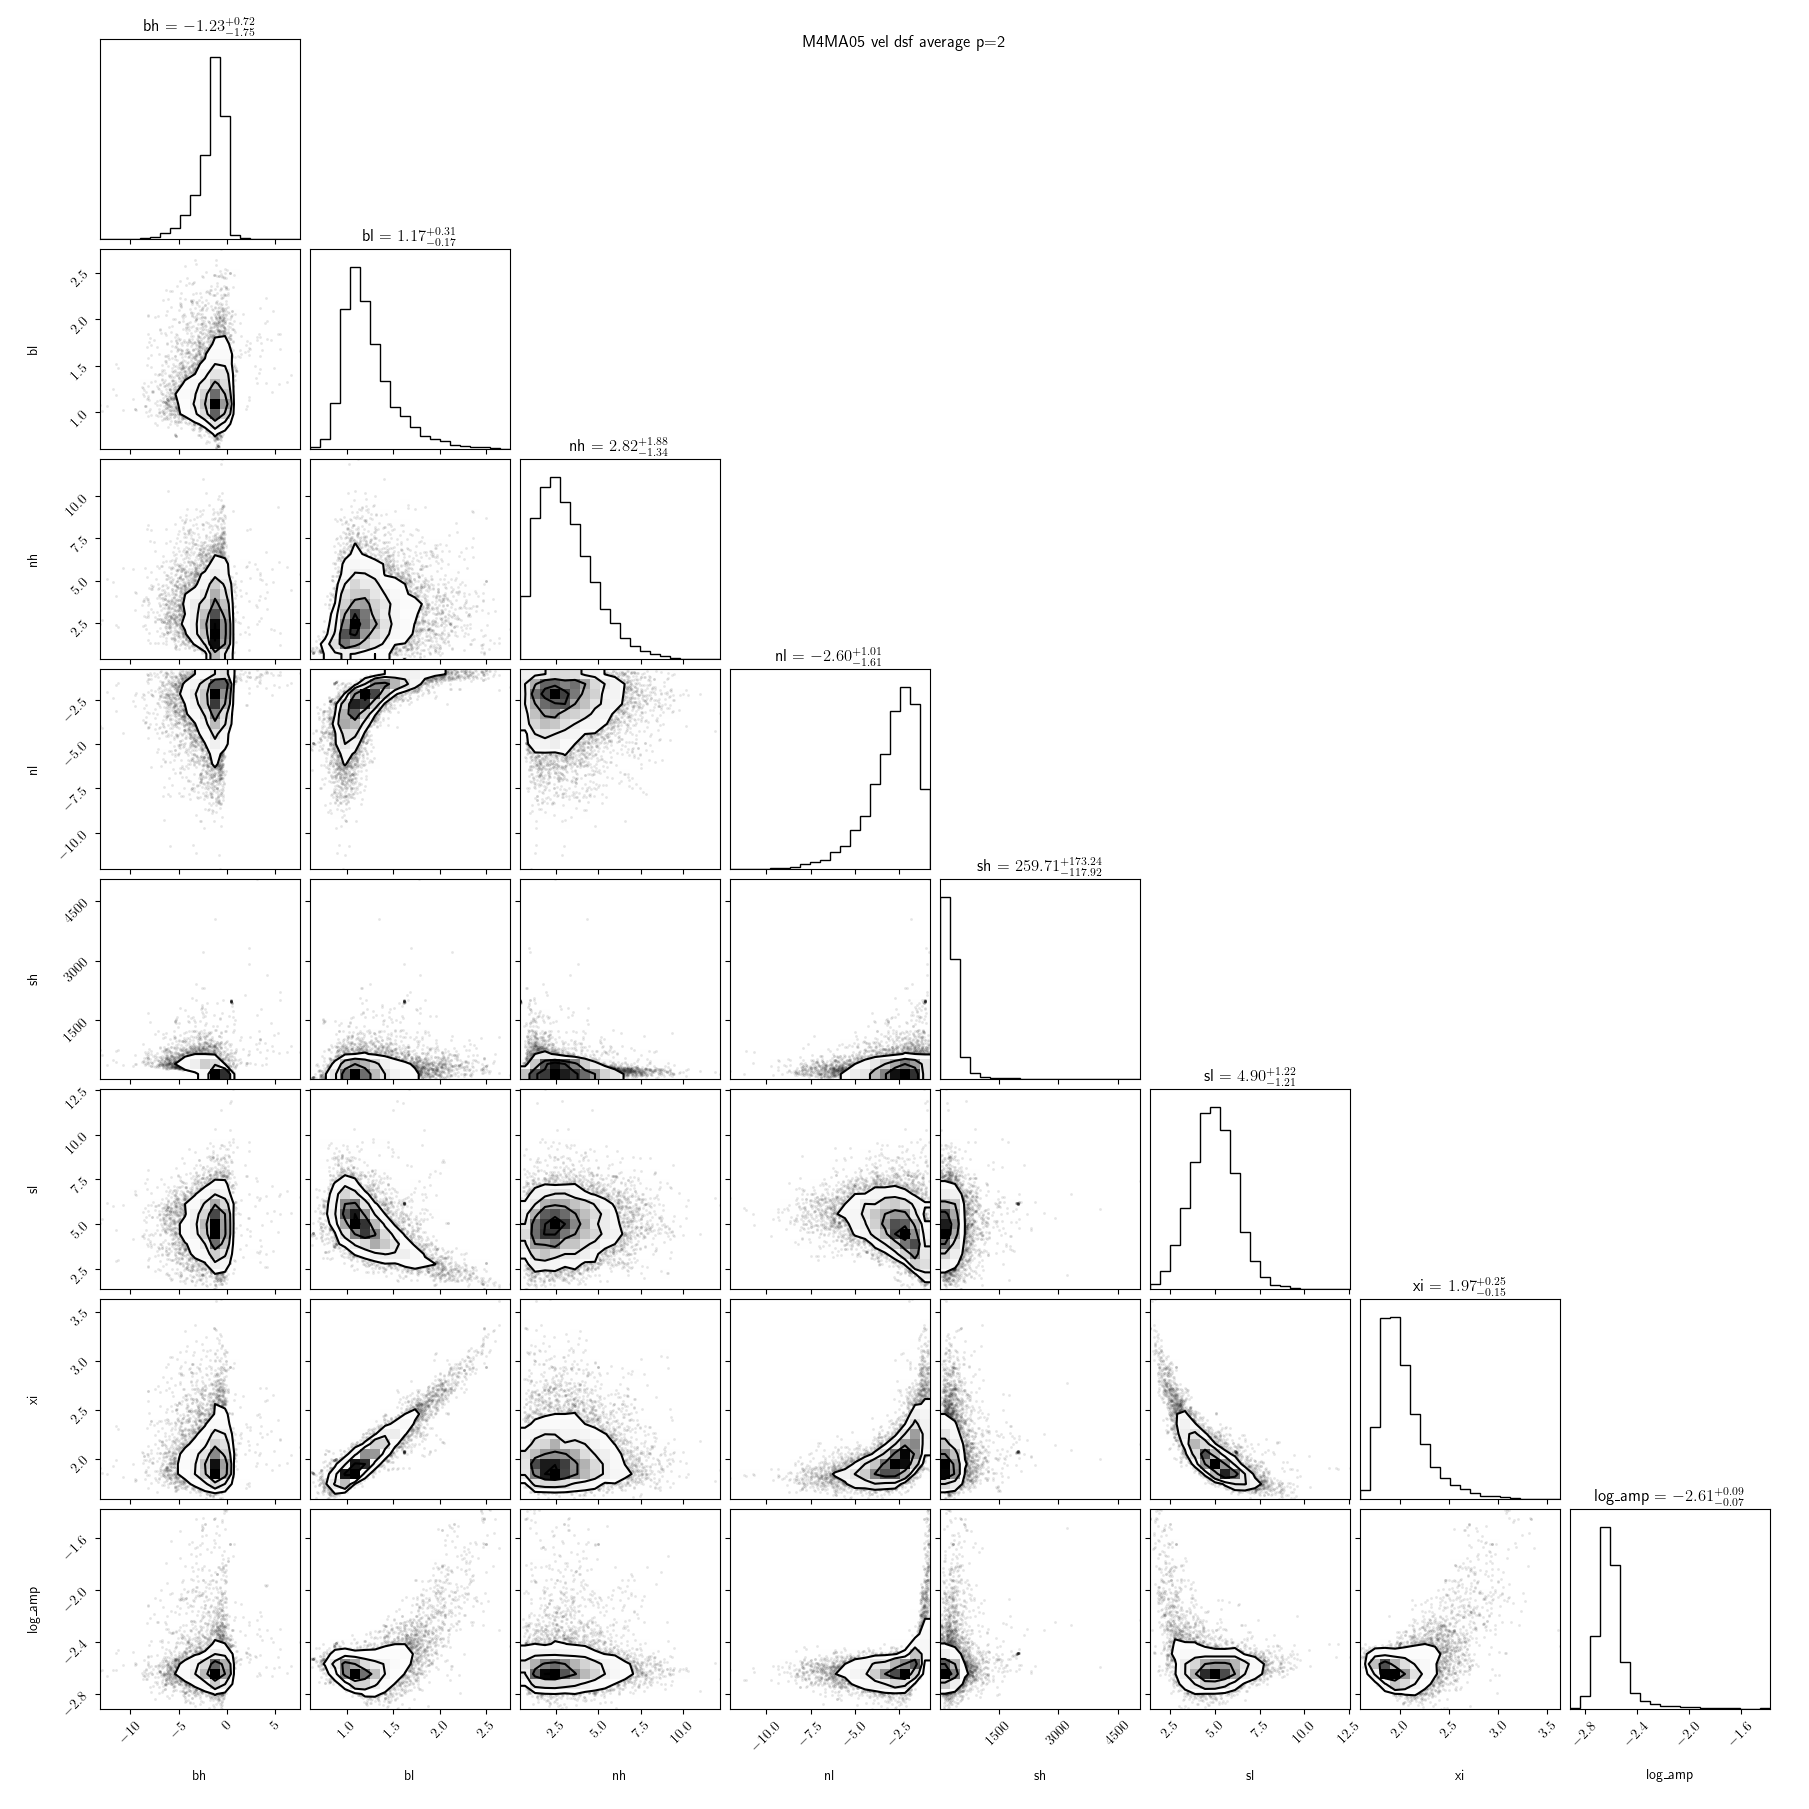 bh = −1.23^{+0.72}_{−1.75}
M4MA05 vel dsf average p=2
bl = 1.17^{+0.31}_{−0.17}
2.5
2.0
1.5
1.0
bl
nh = 2.82^{+1.88}_{−1.34}
10.0
7.5
5.0
2.5
nh
nl = −2.60^{+1.01}_{−1.61}
−2.5
−5.0
−7.5
−10.0
nl
sh = 259.71^{+173.24}_{−117.92}
4500
3000
1500
sh
sl = 4.90^{+1.22}_{−1.21}
12.5
10.0
7.5
5.0
2.5
sl
xi = 1.97^{+0.25}_{−0.15}
3.5
3.0
2.5
2.0
xi
log_amp = −2.61^{+0.09}_{−0.07}
−1.6
−2.0
−2.4
−2.8
log_amp
−10 −5 0 5 1.0 1.5 2.0 2.5 2.5 5.0 7.5 10.0 −10.0 −7.5 −5.0 −2.5 1500 3000 4500 2.5 5.0 7.5 10.0 12.5 2.0 2.5 3.0 3.5 −2.8 −2.4 −2.0 −1.6
bh bl nh nl sh sl xi log_amp